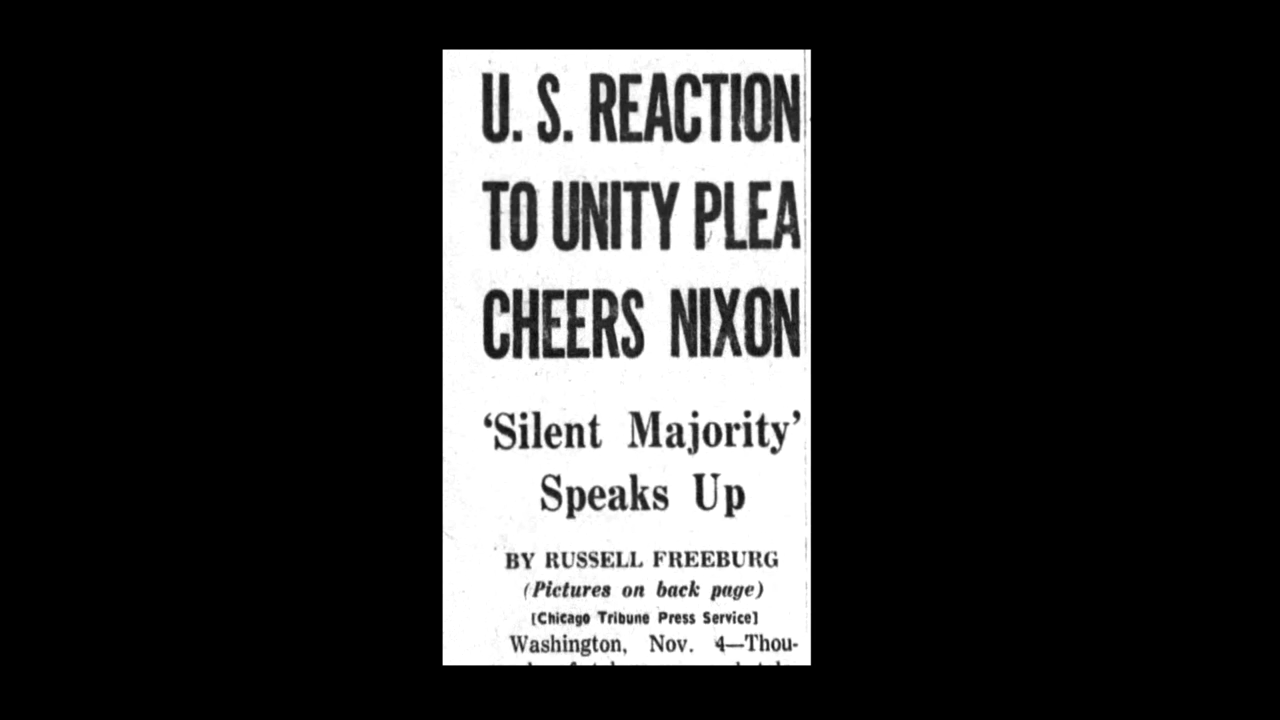 U. S. REACTION
TO UNITY PLEA
CHEERS NIXON
‘Silent Majority’
Speaks Up
BY RUSSELL FREEBURG
(Pictures on back page)
[Chicago Tribune Press Service]
Washington, Nov. 4—Thou-